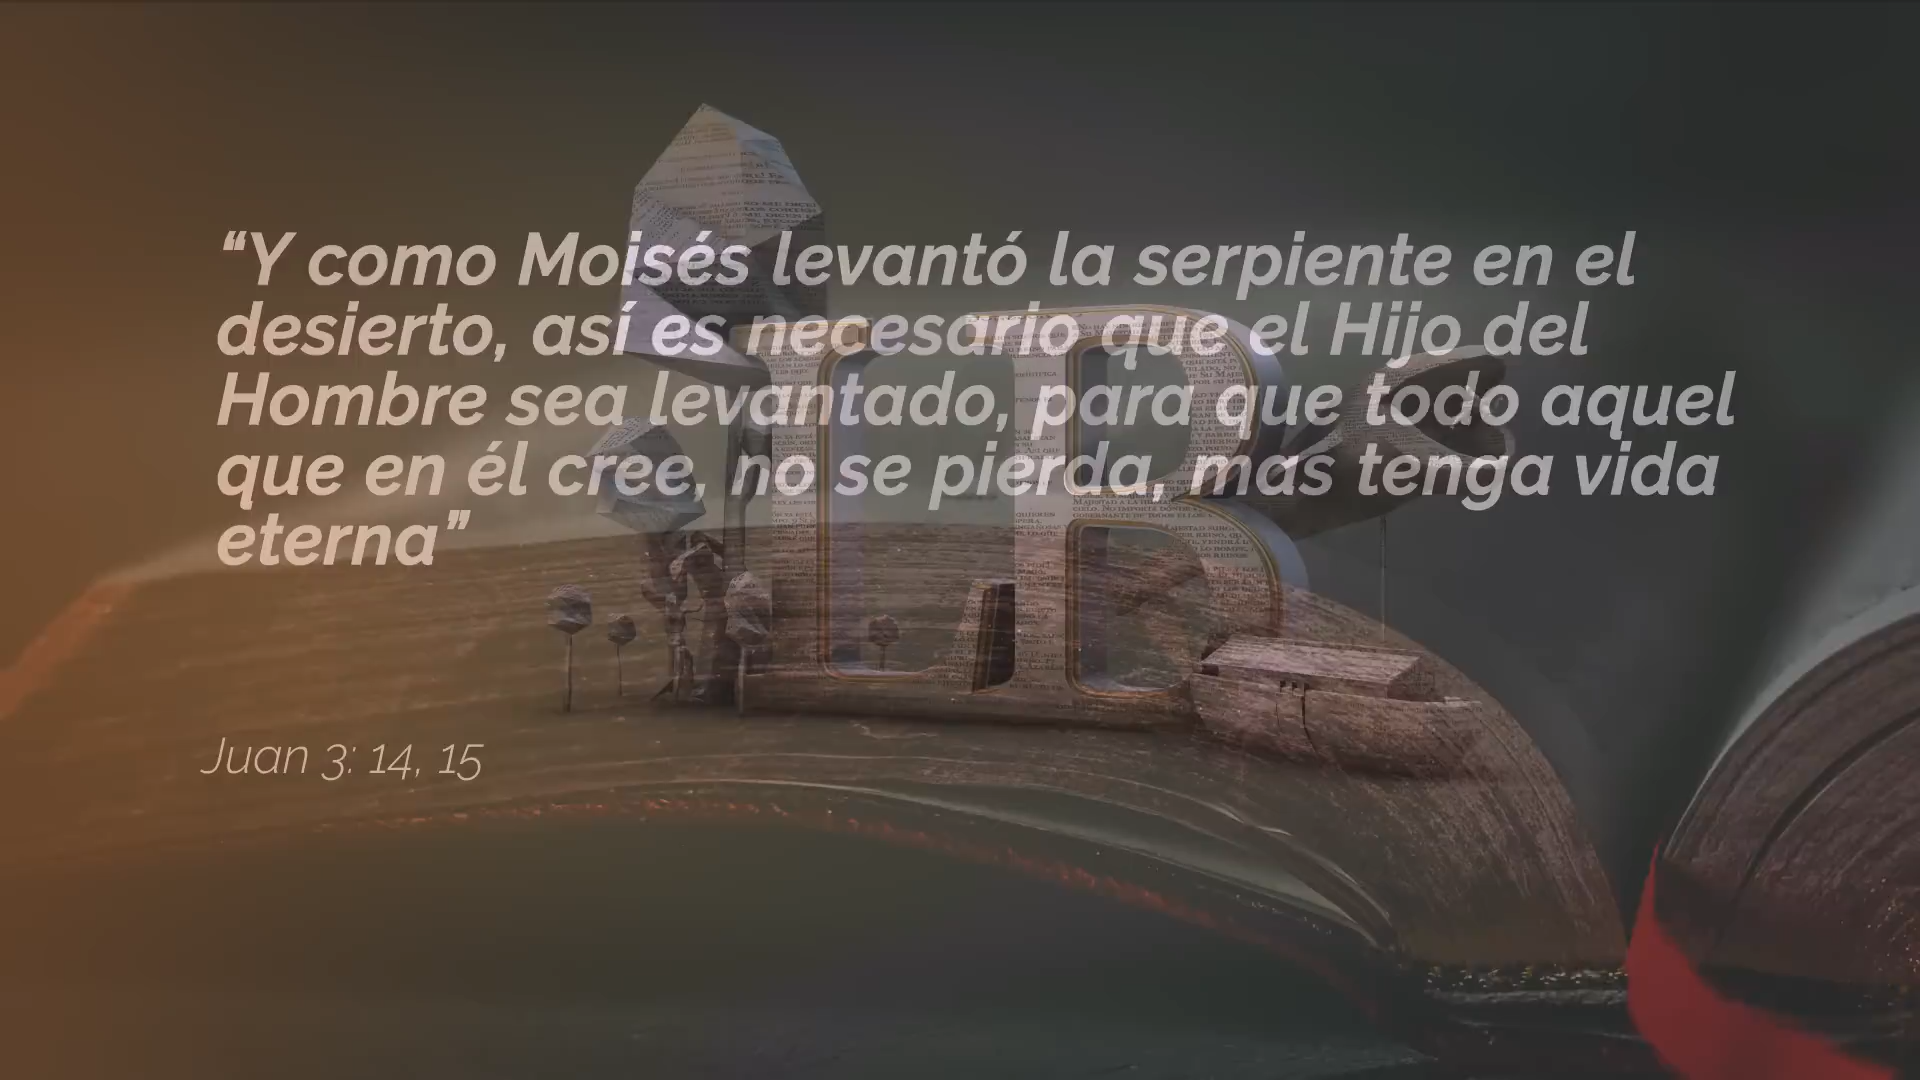 “Y como Moisés levantó la serpiente en el
desierto, así es necesario que el Hijo del
Hombre sea levantado, para que todo aquel
que en él cree, no se pierda, mas tenga vida
eterna”
LB
Juan 3: 14, 15